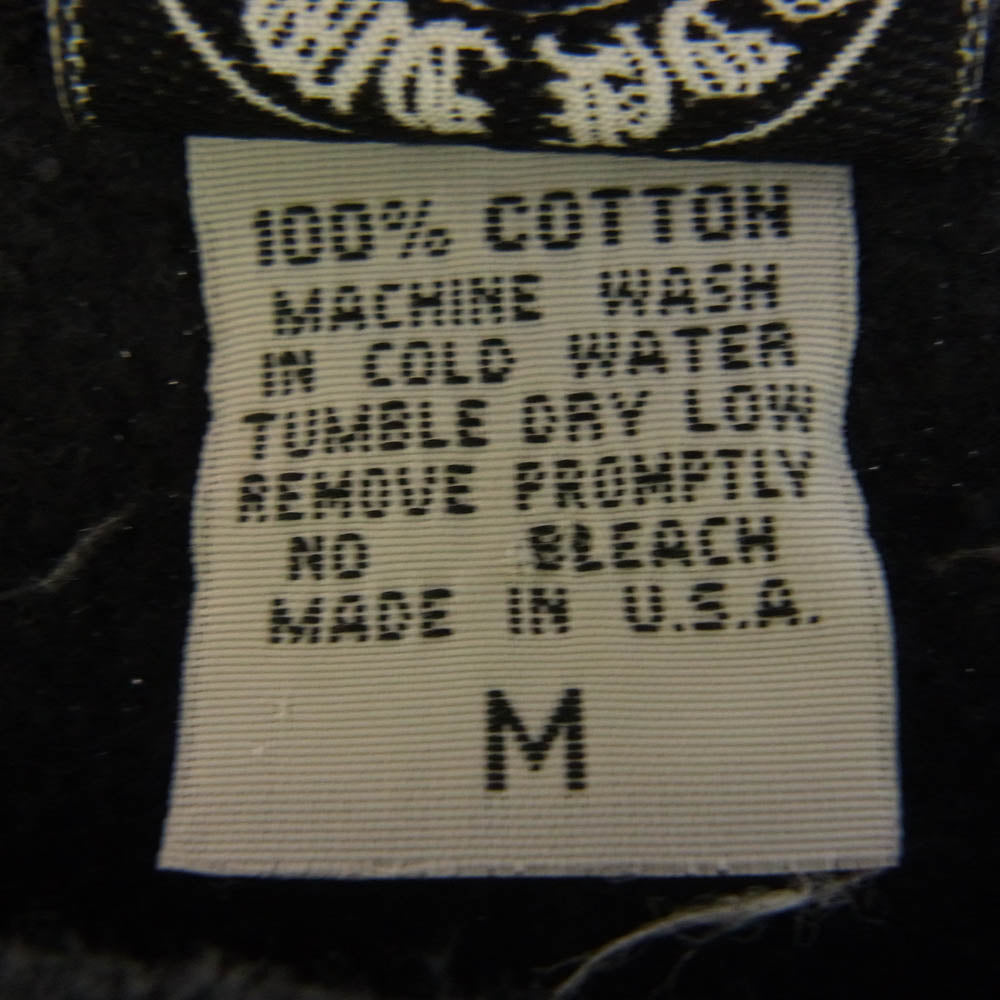 100% COTTON
MACHINE WASH
IN COLD WATER
TUMBLE DRY LOW
REMOVE PROMPTLY
NO BLEACH
MADE IN U.S.A.
M